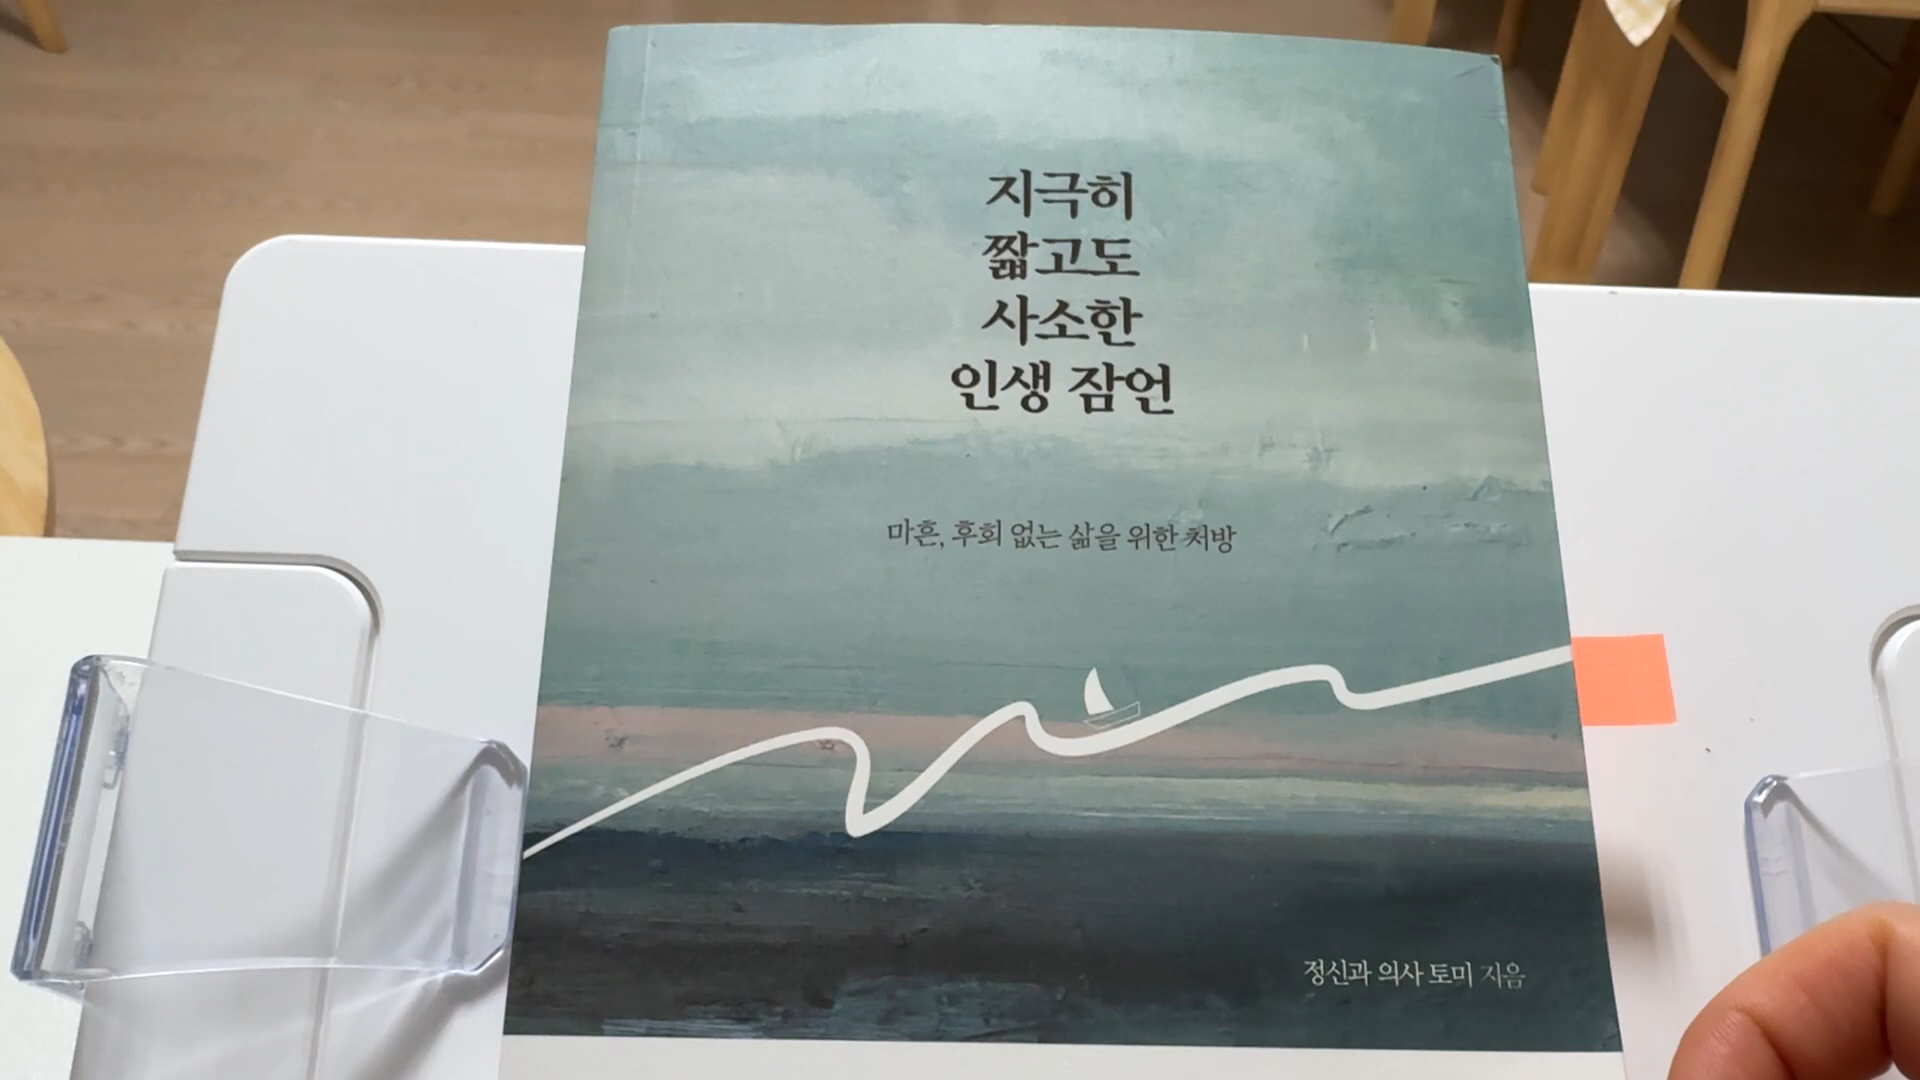 지극히
짧고도
사소한
인생 잠언
마흔, 후회 없는 삶을 위한 처방
정신과 의사 토미 지음